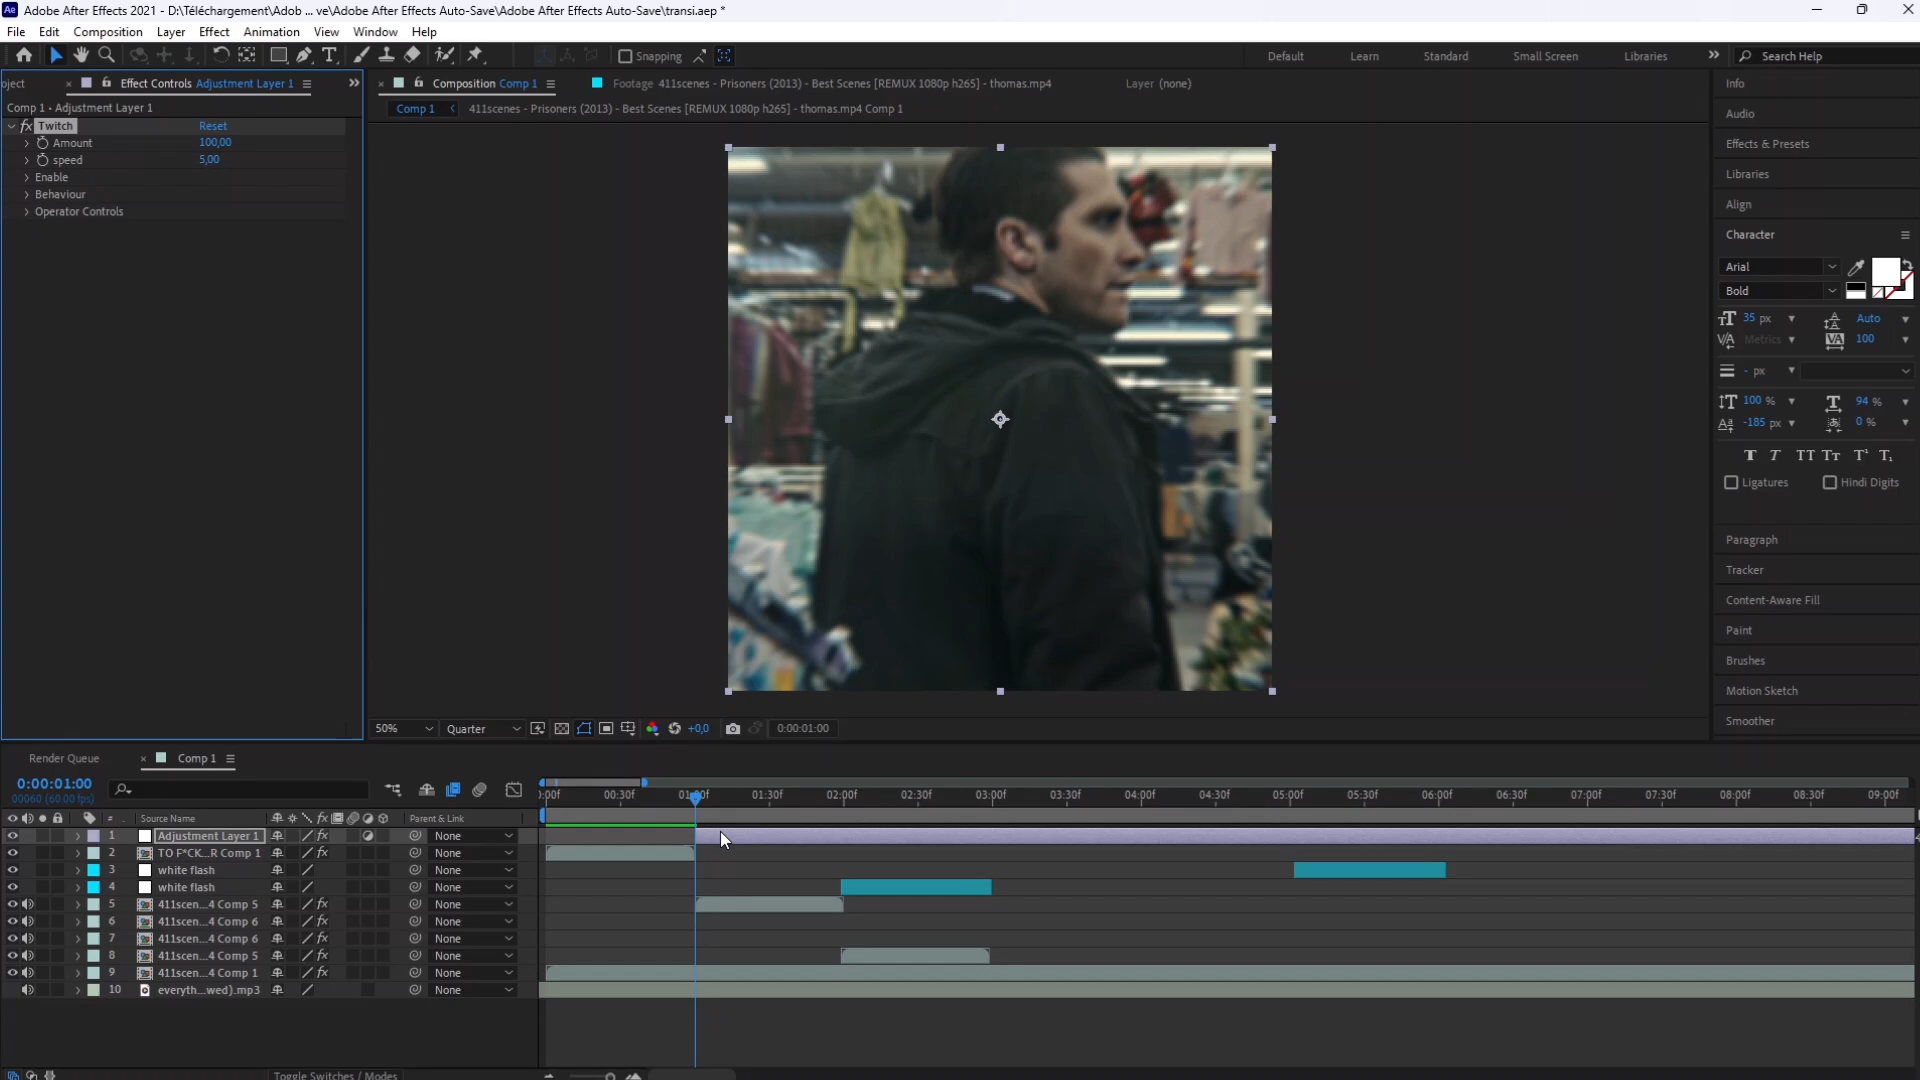 Adobe After Effects 2021 - D:\Téléchargement\Adob ... ve\Adobe After Effects Auto-Save\Adobe After Effects Auto-Save\transi.aep *
File Edit Composition Layer Effect Animation View Window Help
Snapping Default Learn Standard Small Screen Libraries Search Help
oject Effect Controls Adjustment Layer 1 Composition Comp 1 Footage 411scenes - Prisoners (2013) - Best Scenes [REMUX 1080p h265] - thomas.mp4 Layer (none)
Comp 1 • Adjustment Layer 1
Comp 1 411scenes - Prisoners (2013) - Best Scenes [REMUX 1080p h265] - thomas.mp4 Comp 1
fx Twitch Reset
Amount 100,00
speed 5,00
Enable
Behaviour
Operator Controls
Info
Audio
Effects & Presets
Libraries
Align
Character
Arial
Bold
35 px Auto
Metrics 100
- px
100 % 94 %
-185 px 0 %
T T TT Tr T¹ T₁
Ligatures Hindi Digits
Paragraph
Tracker
Content-Aware Fill
Paint
Brushes
Motion Sketch
Smoother
50% Quarter +0,0 0:00:01:00
Render Queue Comp 1
0:00:01:00
00060 (60.00 fps)
):00f 00:30f 01:00f 01:30f 02:00f 02:30f 03:00f 03:30f 04:00f 04:30f 05:00f 05:30f 06:00f 06:30f 07:00f 07:30f 08:00f 08:30f 09:00f
# Source Name fx Parent & Link
1 Adjustment Layer 1 None
2 TO F*CK...R Comp 1 fx None
3 white flash None
4 white flash None
5 411scen...4 Comp 5 fx None
6 411scen...4 Comp 6 fx None
7 411scen...4 Comp 6 fx None
8 411scen...4 Comp 5 fx None
9 411scen...4 Comp 1 fx None
10 everyth...wed).mp3 None
Toggle Switches / Modes